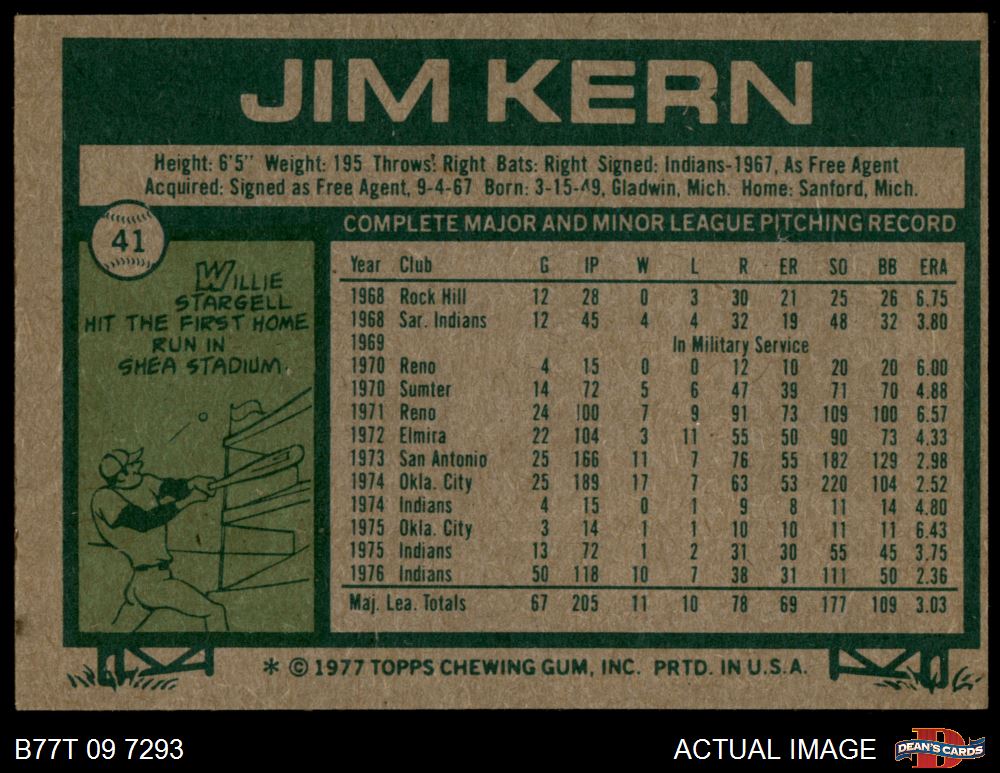 JIM KERN
Height: 6'5" Weight: 195 Throws: Right Bats: Right Signed: Indians-1967, As Free Agent
Acquired: Signed as Free Agent, 9-4-67 Born: 3-15-49, Gladwin, Mich. Home: Sanford, Mich.
41
WILLIE
STARGELL
HIT THE FIRST HOME
RUN IN
SHEA STADIUM.
COMPLETE MAJOR AND MINOR LEAGUE PITCHING RECORD
Year Club G IP W L R ER SO BB ERA
1968 Rock Hill 12 28 0 3 30 21 25 26 6.75
1968 Sar. Indians 12 45 4 4 32 19 48 32 3.80
1969 In Military Service
1970 Reno 4 15 0 0 12 10 20 20 6.00
1970 Sumter 14 72 5 6 47 39 71 70 4.88
1971 Reno 24 100 7 9 91 73 109 100 6.57
1972 Elmira 22 104 3 11 55 50 90 73 4.33
1973 San Antonio 25 166 11 7 76 55 182 129 2.98
1974 Okla. City 25 189 17 7 63 53 220 104 2.52
1974 Indians 4 15 0 1 9 8 11 14 4.80
1975 Okla. City 3 14 1 1 10 10 11 11 6.43
1975 Indians 13 72 1 2 31 30 55 45 3.75
1976 Indians 50 118 10 7 38 31 111 50 2.36
Maj. Lea. Totals 67 205 11 10 78 69 177 109 3.03
* © 1977 TOPPS CHEWING GUM, INC. PRTD. IN U.S.A.
B77T 09 7293
ACTUAL IMAGE
D
DEAN'S CARDS